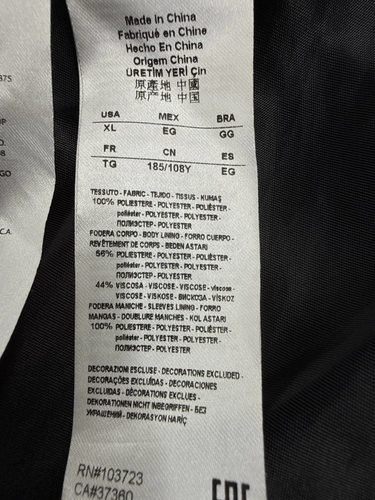 Made in China
Fabriqué en Chine
Hecho En China
Origem China
ÜRETİM YERİ Çin
原產地 中國
原产地 中国
USA MEX BRA
XL EG GG
FR CN ES
TG 185/108Y EG
TESSUTO - FABRIC - TEJIDO - TISSUS - KUMAŞ
100% POLIESTERE - POLYESTER - POLIÉSTER -
poliéster - POLYESTER - POLYESTER -
ПОЛИЭСТЕР - POLYESTER
FODERA CORPO - BODY LINING - FORRO CUERPO -
REVÊTEMENT DE CORPS - BEDEN ASTARI
56% POLIESTERE - POLYESTER - POLIÉSTER -
poliéster - POLYESTER - POLYESTER -
ПОЛИЭСТЕР - POLYESTER
44% VISCOSA - VISCOSE - VISCOSE - viscose -
VISCOSE - VISKOSE - ВИСКОЗА - VİSKOZ
FODERA MANICHE - SLEEVES LINING - FORRO
MANGAS - DOUBLURE MANCHES - KOL ASTARI
100% POLIESTERE - POLYESTER - POLIÉSTER -
poliéster - POLYESTER - POLYESTER -
ПОЛИЭСТЕР - POLYESTER
DECORAZIONI ESCLUSE - DECORATIONS EXCLUDED -
DECORAÇÕES EXCLUÍDAS - DECORACIONES
EXCLUIDAS - DÉCORATIONS EXCLUES -
DEKORATIONEN NICHT INBEGRIFFEN - БЕЗ
УКРАШЕНИЙ - DEKORASYON HARİÇ
RN#103723
CA#37360
37S
GO
C.A.